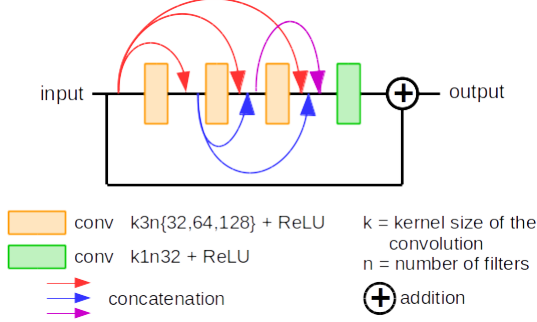 input
output
conv k3n{32,64,128} + ReLU
conv k1n32 + ReLU
concatenation
k = kernel size of the
convolution
n = number of filters
addition